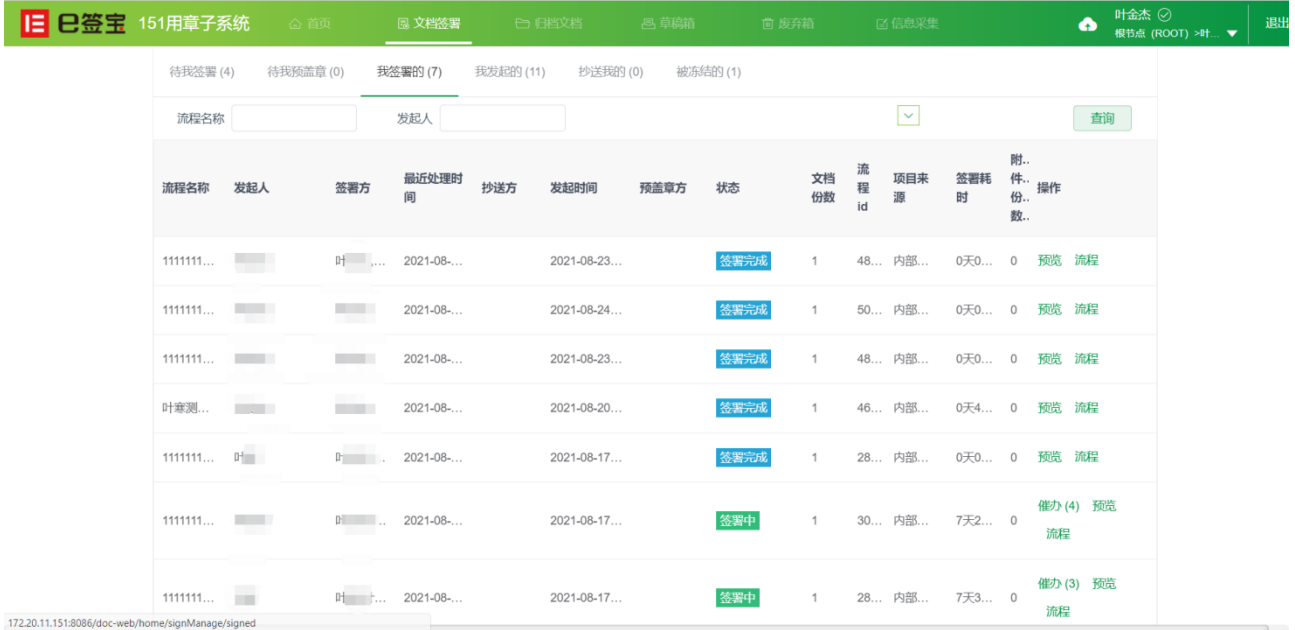 e签宝 151用章子系统 首页 文档签署 归档文档 草稿箱 废弃箱 信息采集 叶金杰 退出
根节点 (ROOT) >叶...
待我签署 (4) 待我预盖章 (0) 我签署的 (7) 我发起的 (11) 抄送我的 (0) 被冻结的 (1)
流程名称 发起人 查询
流程名称 发起人 签署方 最近处理时间 抄送方 发起时间 预盖章方 状态 文档份数 流程id 项目来源 签署耗时 附..件..份..数.. 操作
1111111... 叶 ,... 2021-08-... 2021-08-23... 签署完成 1 48... 内部... 0天0... 0 预览 流程
1111111... 2021-08-... 2021-08-24... 签署完成 1 50... 内部... 0天0... 0 预览 流程
1111111... 2021-08-... 2021-08-23... 签署完成 1 48... 内部... 0天0... 0 预览 流程
叶寒测... 2021-08-... 2021-08-20... 签署完成 1 46... 内部... 0天4... 0 预览 流程
1111111... 叶 2021-08-... 2021-08-17... 签署完成 1 28... 内部... 0天0... 0 预览 流程
1111111... 2021-08-... 2021-08-17... 签署中 1 30... 内部... 7天2... 0 催办 (4) 预览
流程
1111111... 2021-08-... 2021-08-17... 签署中 1 28... 内部... 7天3... 0 催办 (3) 预览
流程
172.20.11.151:8086/doc-web/home/signManage/signed